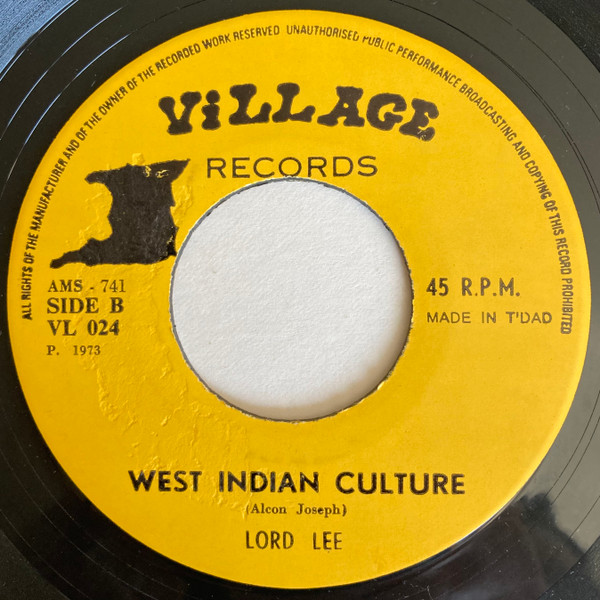 ALL RIGHTS OF THE MANUFACTURER AND OF THE OWNER OF THE RECORDED WORK RESERVED UNAUTHORISED PUBLIC PERFORMANCE BROADCASTING AND COPYING OF THIS RECORD PROHIBITED
ViLLAGE
RECORDS
AMS - 741
SIDE B
VL 024
P. 1973
45 R.P.M.
MADE IN T'DAD
WEST INDIAN CULTURE
(Alcon Joseph)
LORD LEE